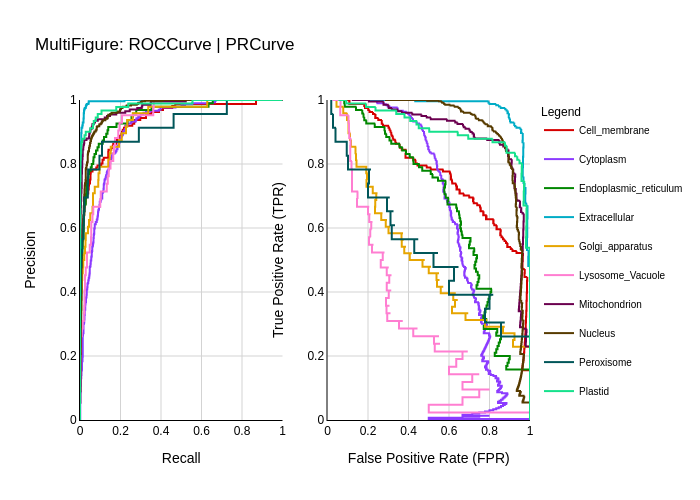 MultiFigure: ROCCurve | PRCurve
1
0.8
0.6
0.4
0.2
0
0 0.2 0.4 0.6 0.8 1
Precision
Recall
1
0.8
0.6
0.4
0.2
0
0 0.2 0.4 0.6 0.8 1
True Positive Rate (TPR)
False Positive Rate (FPR)
Legend
Cell_membrane
Cytoplasm
Endoplasmic_reticulum
Extracellular
Golgi_apparatus
Lysosome_Vacuole
Mitochondrion
Nucleus
Peroxisome
Plastid